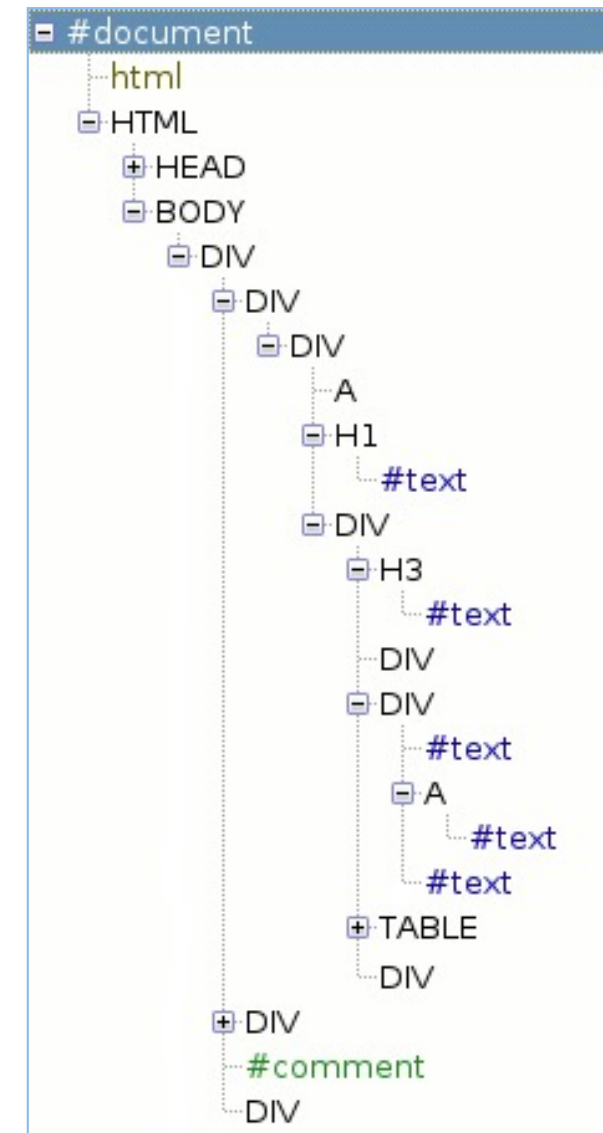 #document
html
HTML
HEAD
BODY
DIV
DIV
DIV
A
H1
#text
DIV
H3
#text
DIV
DIV
#text
A
#text
#text
TABLE
DIV
DIV
#comment
DIV